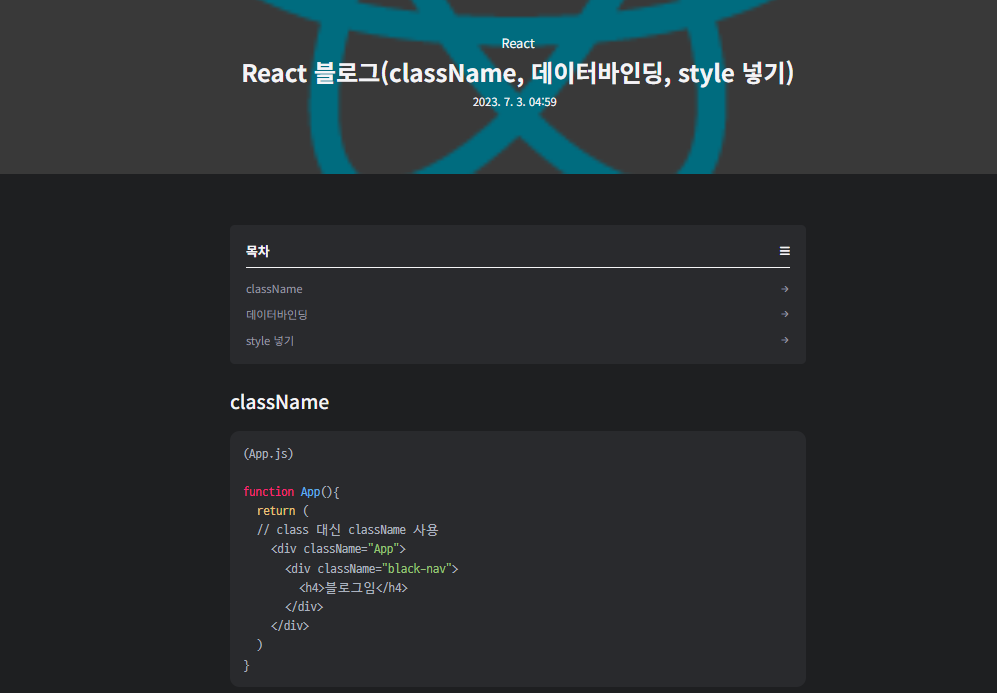 React
React 블로그(className, 데이터바인딩, style 넣기)
2023. 7. 3. 04:59
목차
className
데이터바인딩
style 넣기
className
(App.js)
function App(){
  return (
  // class 대신 className 사용
    <div className="App">
      <div className="black-nav">
        <h4>블로그임</h4>
      </div>
    </div>
  )
}